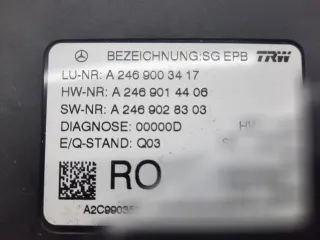 BEZEICHNUNG:SG EPB TRW
LU-NR: A 246 900 34 17
HW-NR: A 246 901 44 06
SW-NR: A 246 902 83 03
DIAGNOSE: 00000D
E/Q-STAND: Q03
RO